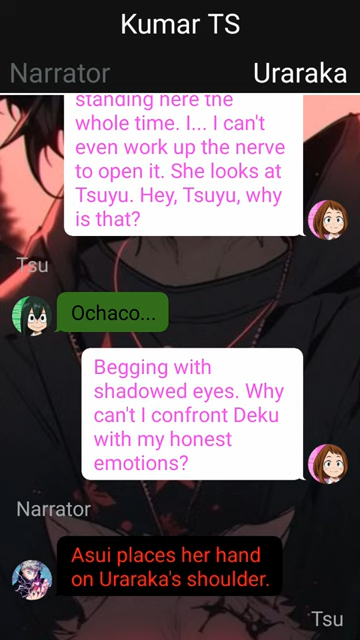 Kumar TS
Narrator
Uraraka
standing here the
whole time. I... I can't
even work up the nerve
to open it. She looks at
Tsuyu. Hey, Tsuyu, why
is that?
Tsu
Ochaco...
Begging with
shadowed eyes. Why
can't I confront Deku
with my honest
emotions?
Narrator
Asui places her hand
on Uraraka's shoulder.
Tsu